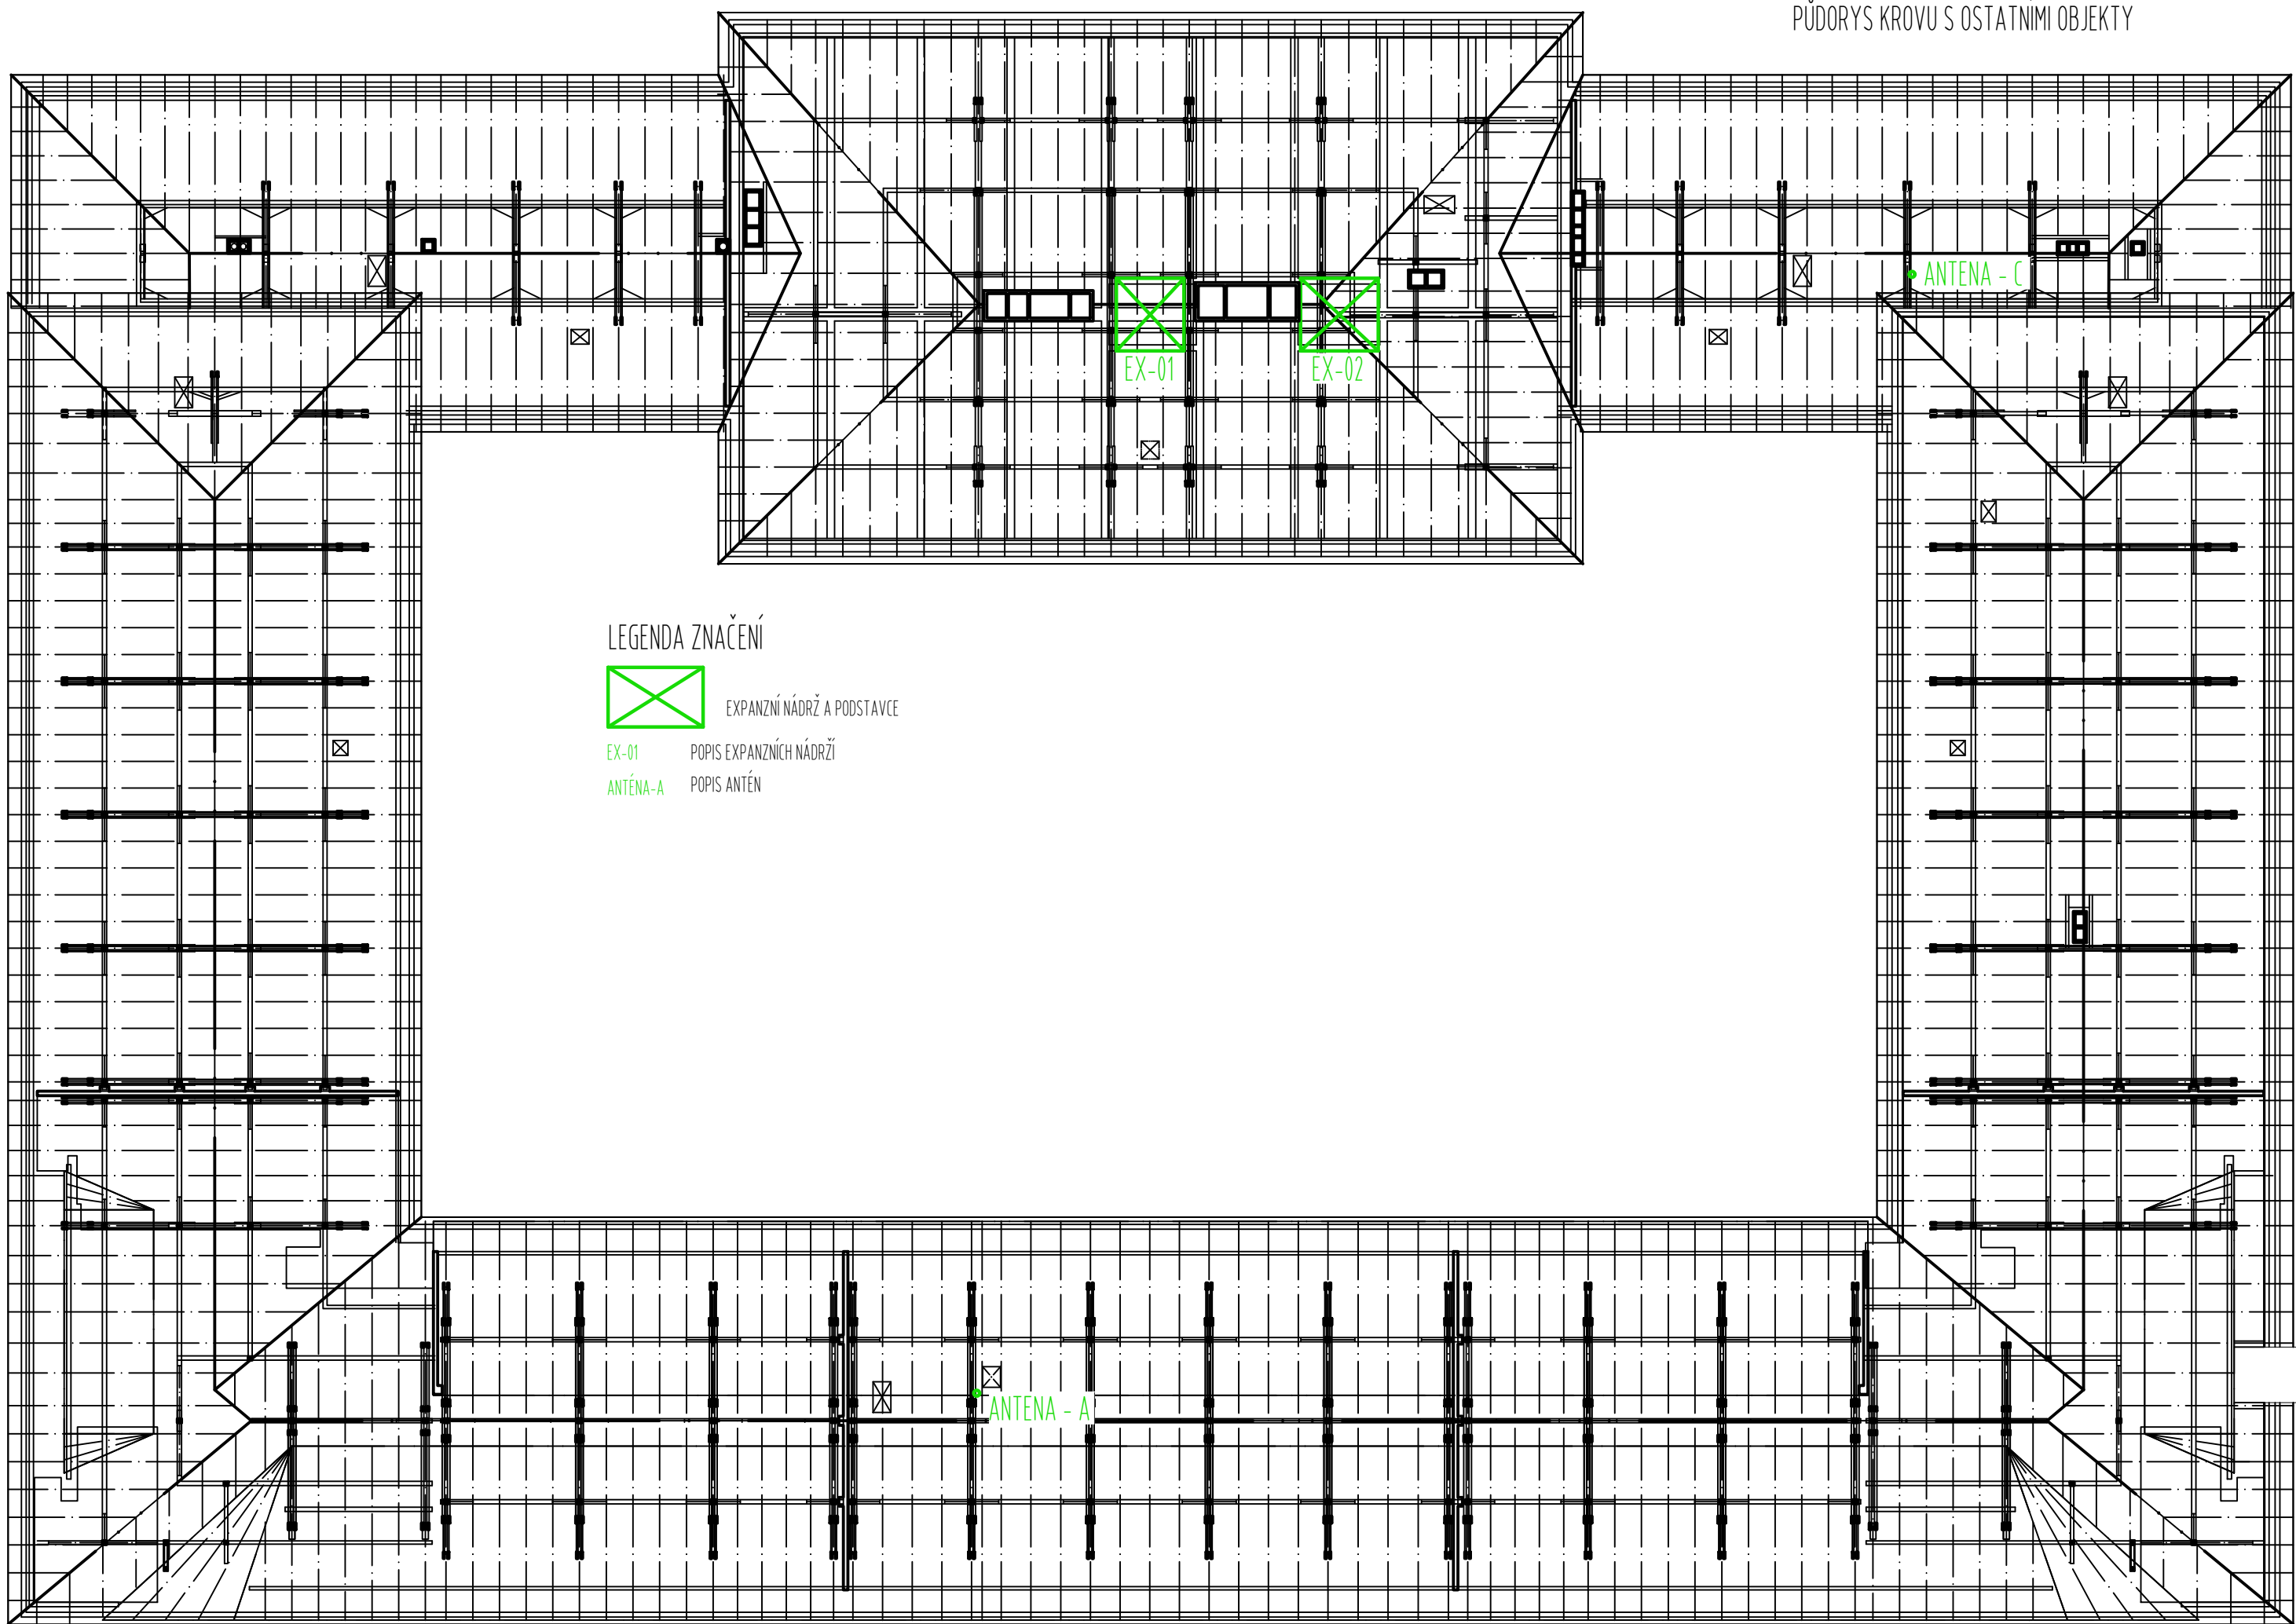 PŮDORYS KROVU S OSTATNÍMI OBJEKTY
ANTENA - C
EX-01
EX-02
LEGENDA ZNAČENÍ
EXPANZNÍ NÁDRŽ A PODSTAVCE
EX-01 POPIS EXPANZNÍCH NÁDRŽÍ
ANTÉNA-A POPIS ANTÉN
ANTENA - A